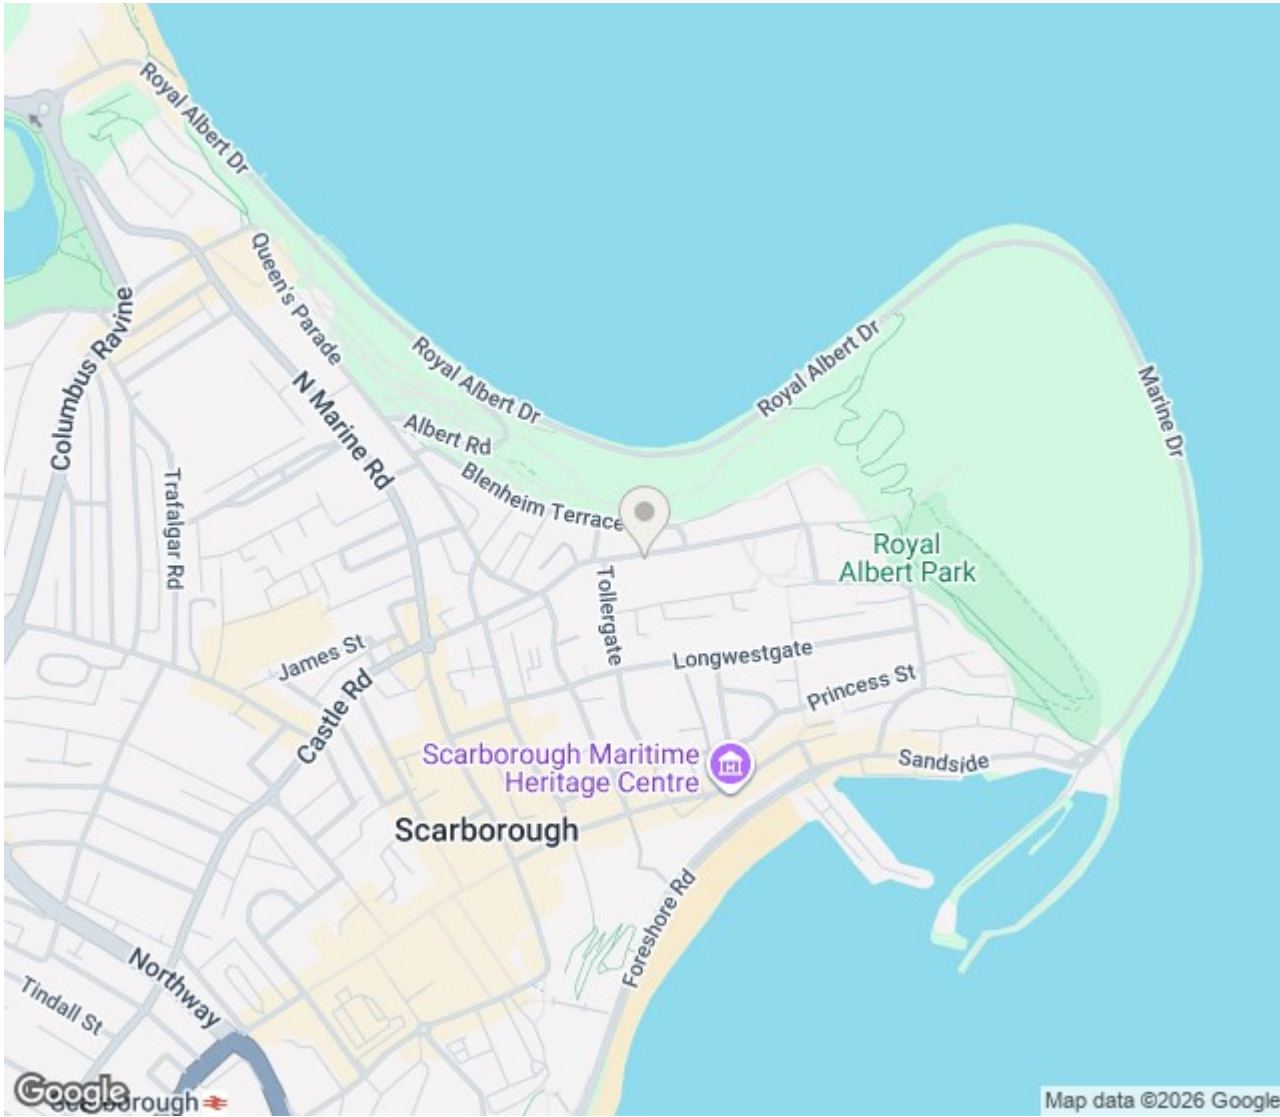 Royal Albert Dr
Queen's Parade
Columbus Ravine
N Marine Rd
Royal Albert Dr
Royal Albert Dr
Marine Dr
Albert Rd
Blenheim Terrace
Trafalgar Rd
Tollergate
Royal
Albert Park
James St
Longwestgate
Princess St
Castle Rd
Scarborough Maritime
Heritage Centre
Sandside
Scarborough
Foreshore Rd
Northway
Tindall St
Google
Scarborough
Map data ©2026 Google